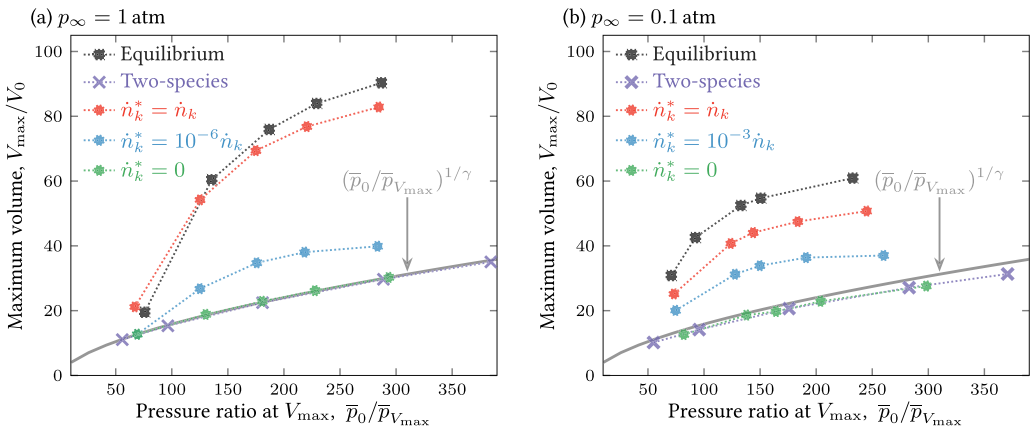 (a) p∞ = 1 atm
100
80
60
40
20
0
50 100 150 200 250 300 350
Maximum volume, Vmax/V0
Pressure ratio at Vmax, p̅0/p̅Vmax
Equilibrium
Two-species
ṅ*k = ṅk
ṅ*k = 10⁻⁶ṅk
ṅ*k = 0
(p̅0/p̅Vmax)^1/γ
(b) p∞ = 0.1 atm
100
80
60
40
20
0
50 100 150 200 250 300 350
Maximum volume, Vmax/V0
Pressure ratio at Vmax, p̅0/p̅Vmax
Equilibrium
Two-species
ṅ*k = ṅk
ṅ*k = 10⁻³ṅk
ṅ*k = 0
(p̅0/p̅Vmax)^1/γ